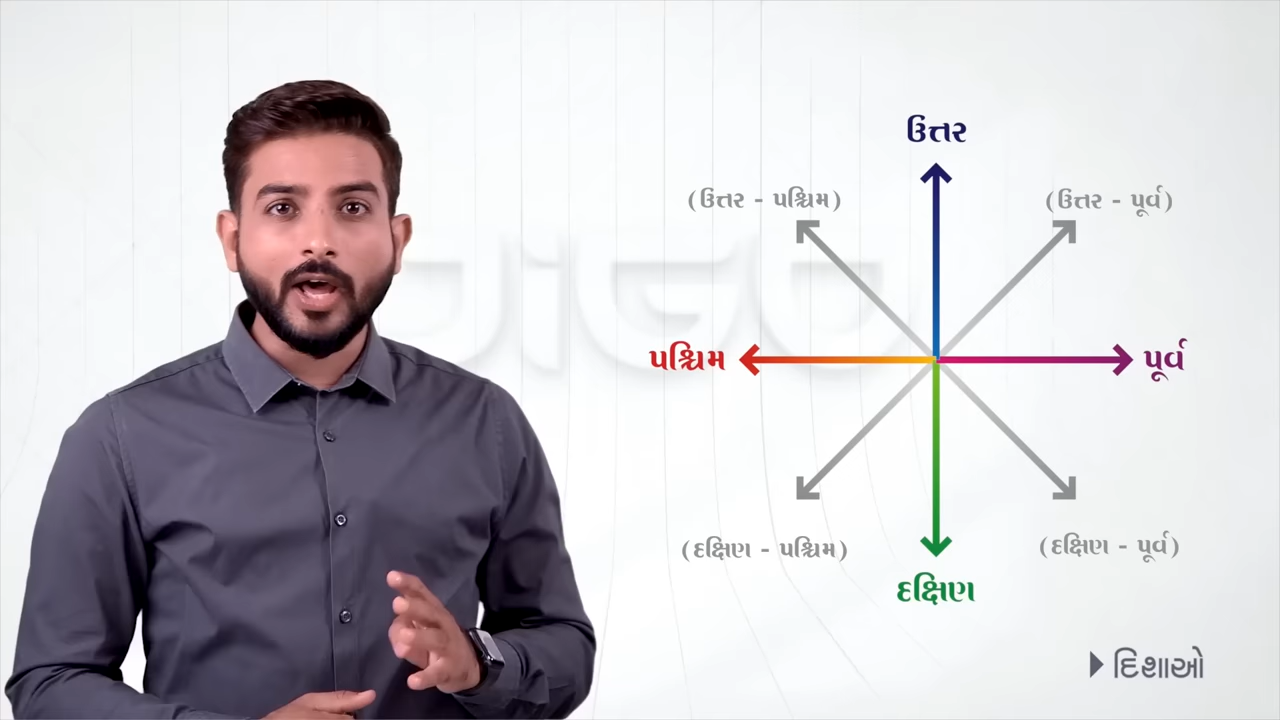 ઉત્તર
(ઉત્તર - પશ્ચિમ)
(ઉત્તર - પૂર્વ)
પશ્ચિમ
પૂર્વ
(દક્ષિણ - પશ્ચિમ)
(દક્ષિણ - પૂર્વ)
દક્ષિણ
દિશાઓ